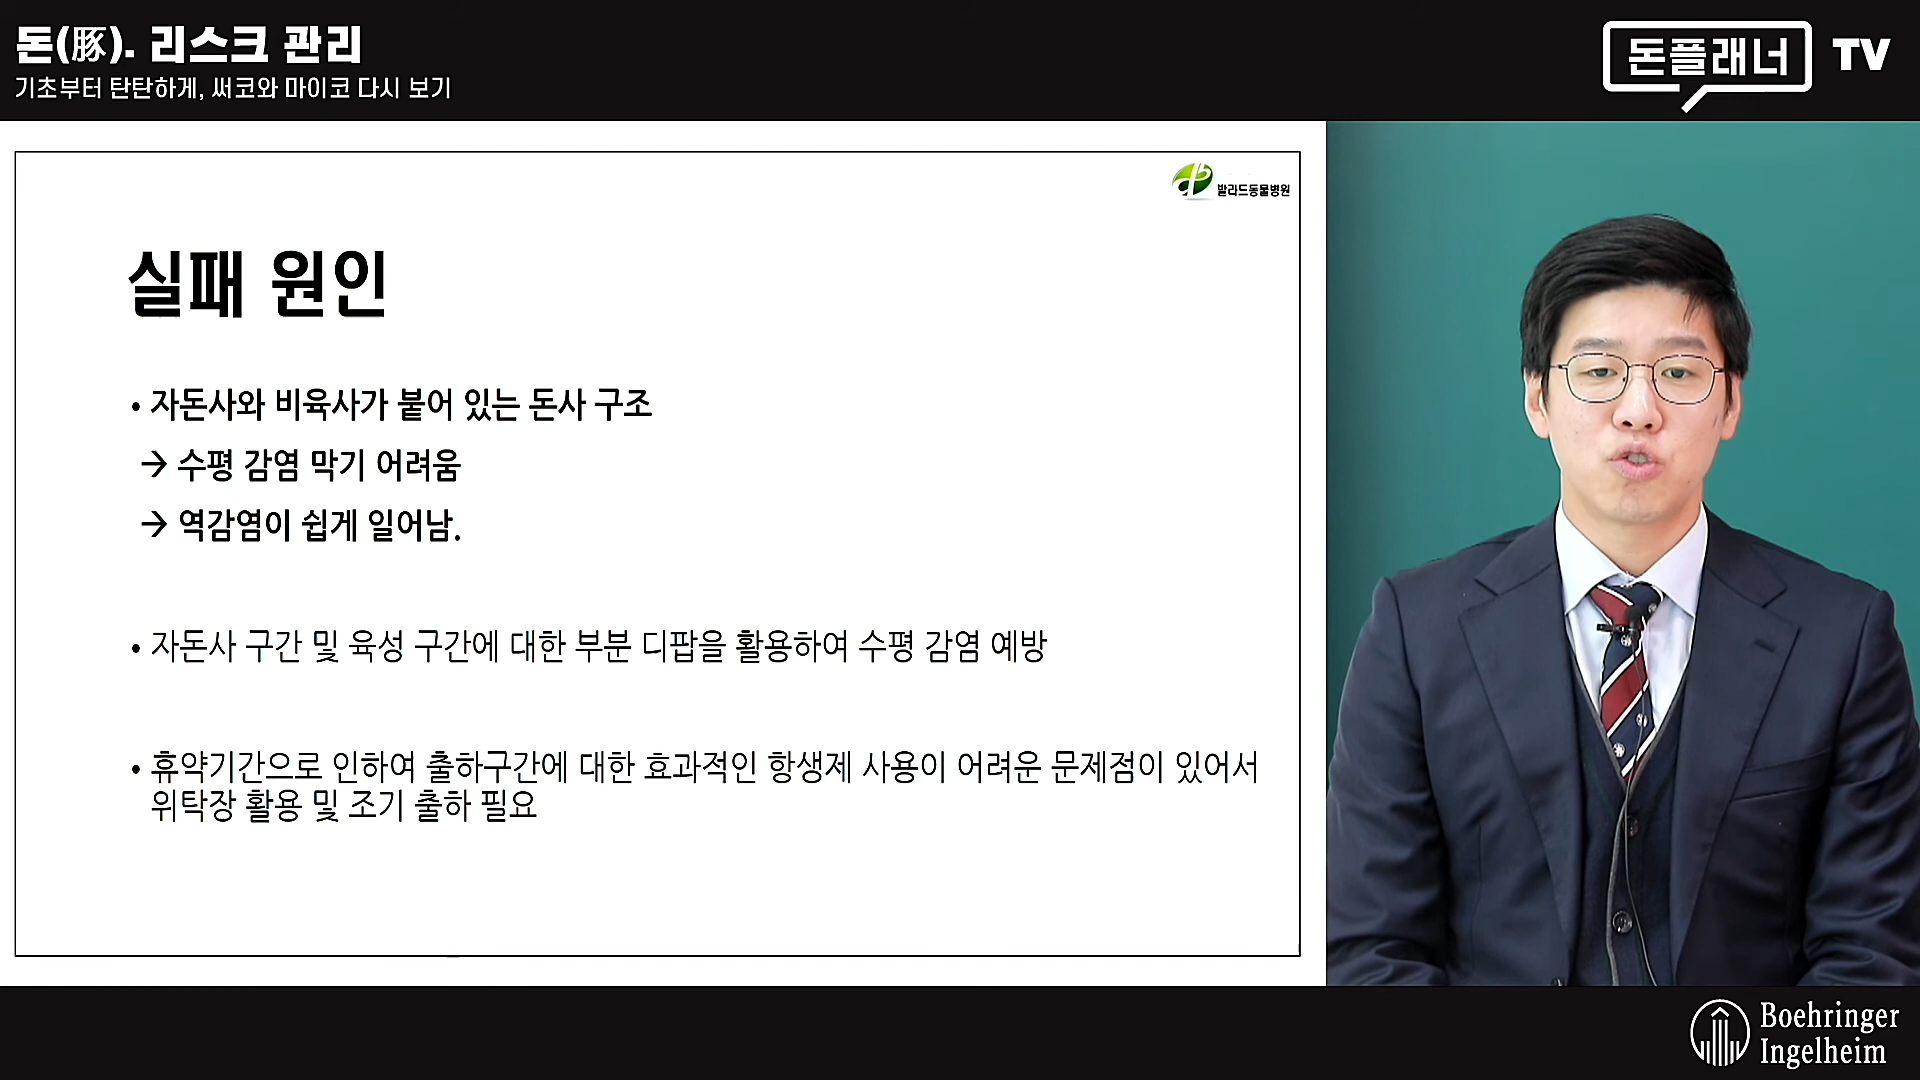 돈(豚). 리스크 관리
기초부터 탄탄하게, 써코와 마이코 다시 보기
돈플래너 TV
발라드동물병원
실패 원인
• 자돈사와 비육사가 붙어 있는 돈사 구조
→ 수평 감염 막기 어려움
→ 역감염이 쉽게 일어남.
• 자돈사 구간 및 육성 구간에 대한 부분 디팝을 활용하여 수평 감염 예방
• 휴약기간으로 인하여 출하구간에 대한 효과적인 항생제 사용이 어려운 문제점이 있어서
위탁장 활용 및 조기 출하 필요
Boehringer
Ingelheim